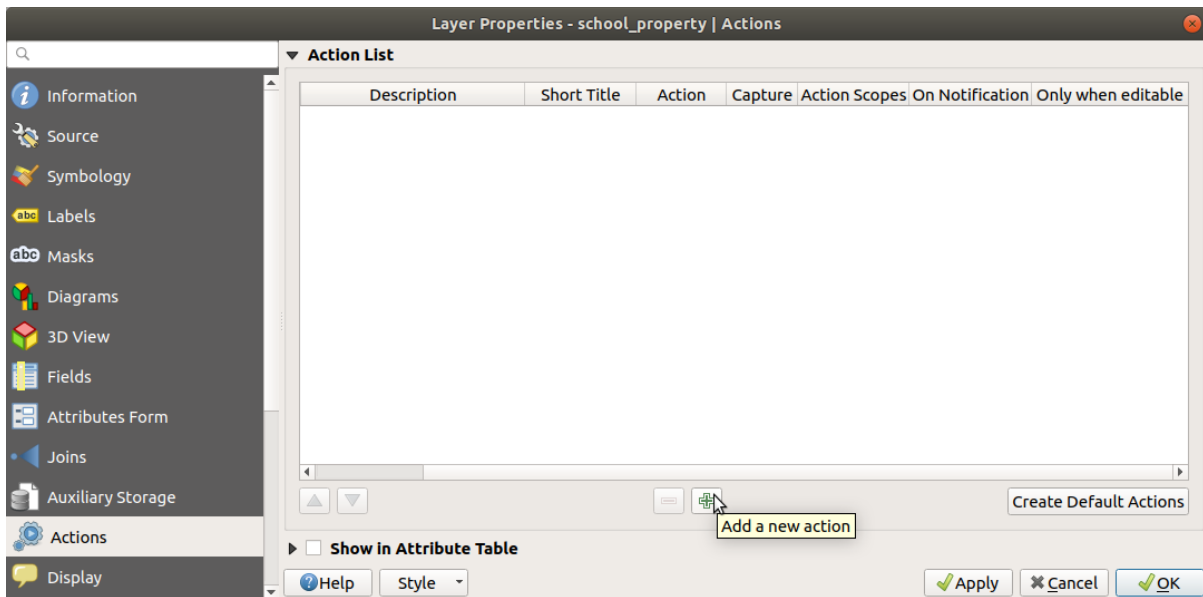 Layer Properties - school_property | Actions
Action List
Information
Source
Symbology
abc Labels
abc Masks
Diagrams
3D View
Fields
Attributes Form
Joins
Auxiliary Storage
Actions
Display
Description Short Title Action Capture Action Scopes On Notification Only when editable
Create Default Actions
Add a new action
Show in Attribute Table
Help Style Apply Cancel OK